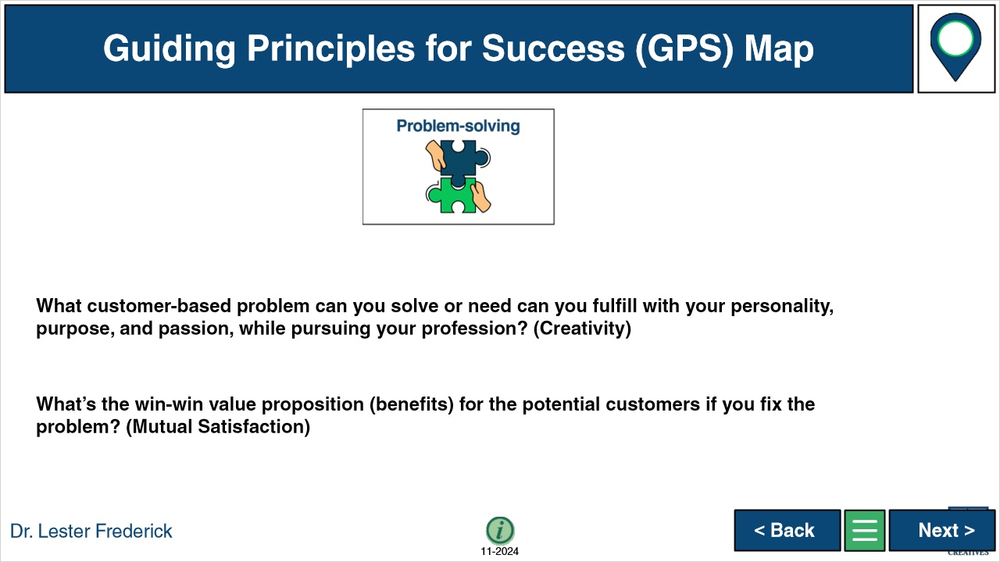 Guiding Principles for Success (GPS) Map
Problem-solving
What customer-based problem can you solve or need can you fulfill with your personality,
purpose, and passion, while pursuing your profession? (Creativity)
What’s the win-win value proposition (benefits) for the potential customers if you fix the
problem? (Mutual Satisfaction)
Dr. Lester Frederick
i
11-2024
< Back
Next >
CREATIVES